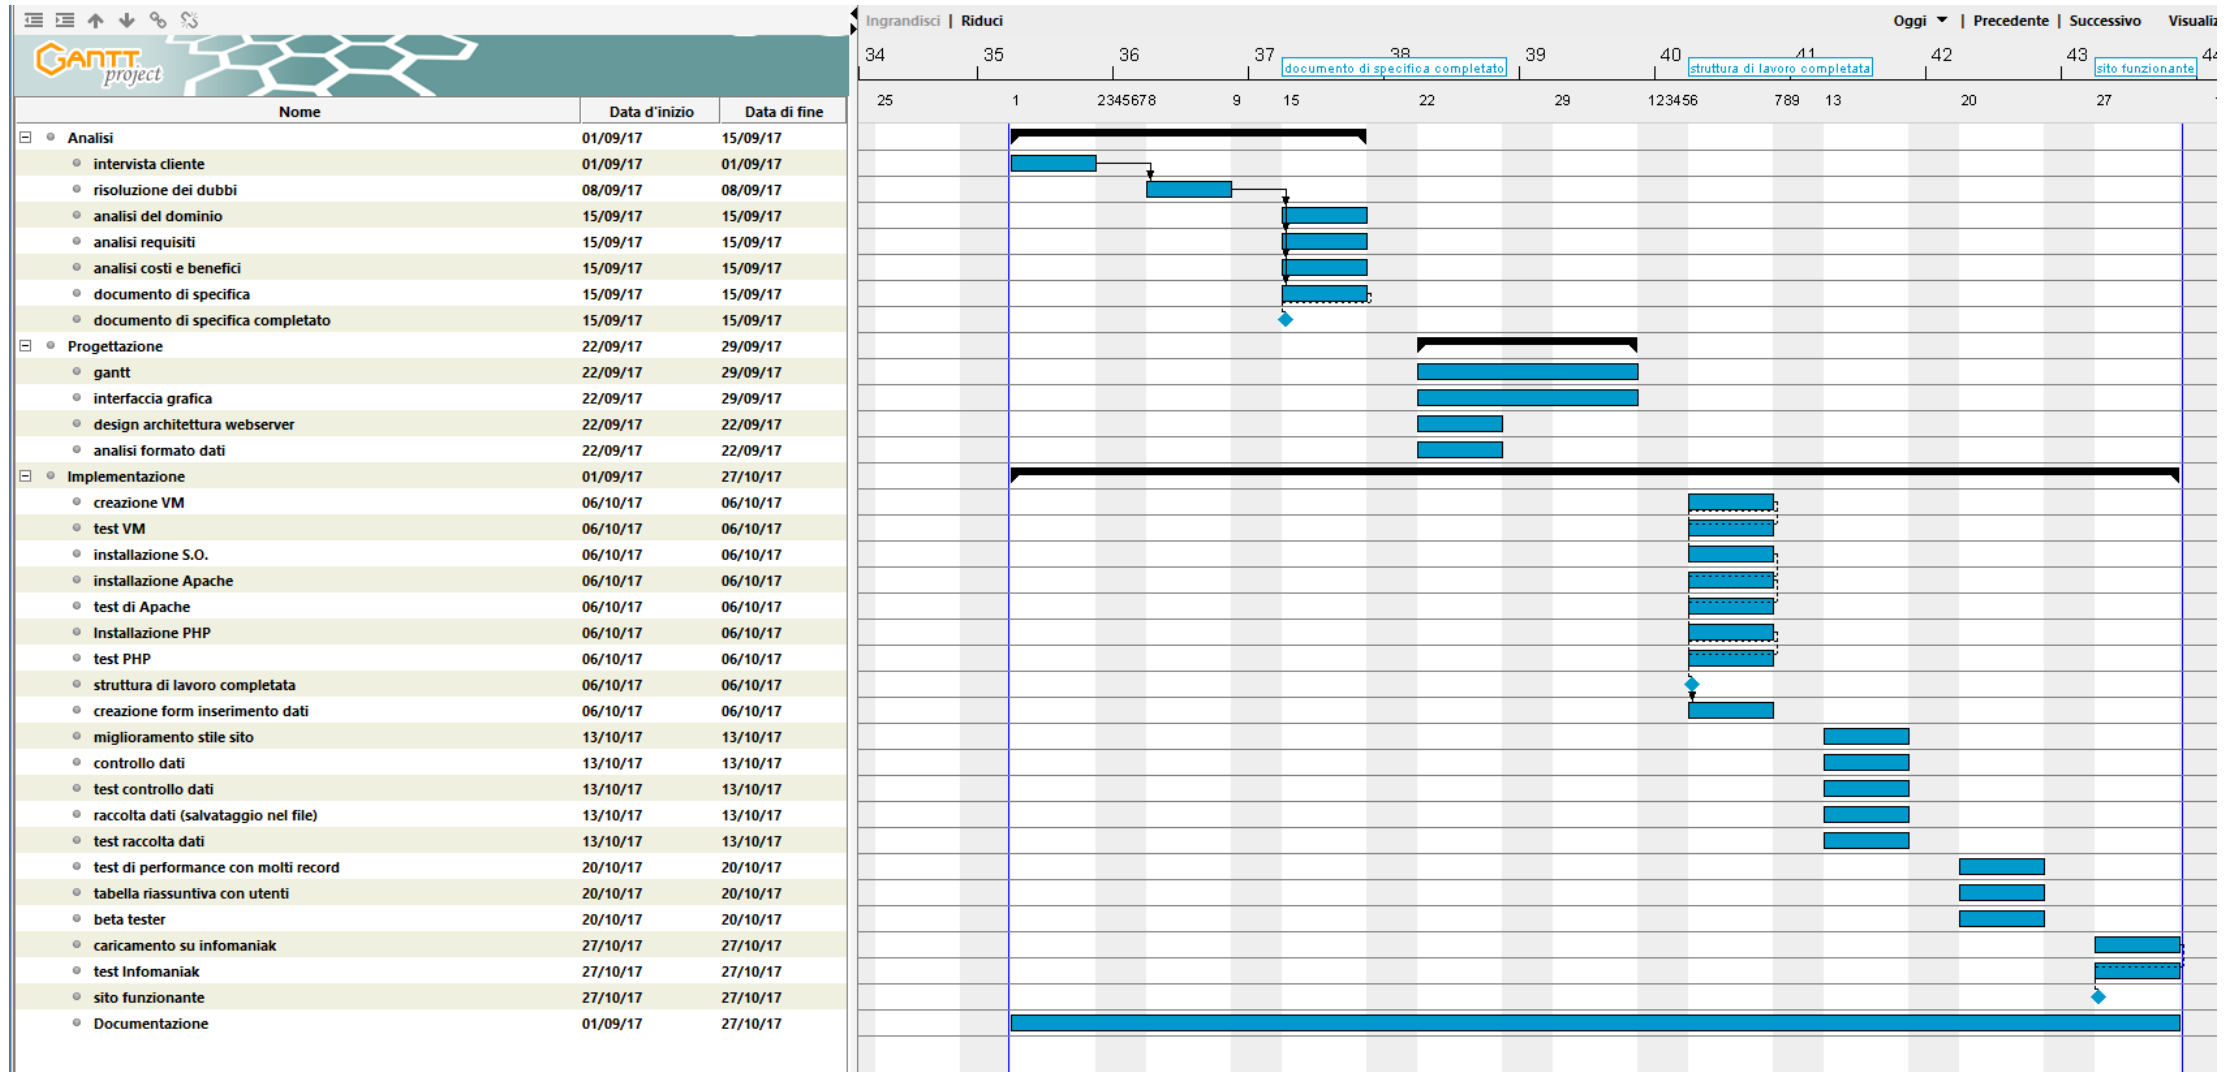 Ingrandisci | Riduci
Oggi | Precedente | Successivo
GANTT
project
34 35 36 37 38 39 40 41 42 43 44
documento di specifica completato struttura di lavoro completata sito funzionante
25 1 2345678 9 15 22 29 123456 789 13 20 27
Nome Data d'inizio Data di fine
Analisi 01/09/17 15/09/17
intervista cliente 01/09/17 01/09/17
risoluzione dei dubbi 08/09/17 08/09/17
analisi del dominio 15/09/17 15/09/17
analisi requisiti 15/09/17 15/09/17
analisi costi e benefici 15/09/17 15/09/17
documento di specifica 15/09/17 15/09/17
documento di specifica completato 15/09/17 15/09/17
Progettazione 22/09/17 29/09/17
gantt 22/09/17 29/09/17
interfaccia grafica 22/09/17 29/09/17
design architettura webserver 22/09/17 22/09/17
analisi formato dati 22/09/17 22/09/17
Implementazione 01/09/17 27/10/17
creazione VM 06/10/17 06/10/17
test VM 06/10/17 06/10/17
installazione S.O. 06/10/17 06/10/17
installazione Apache 06/10/17 06/10/17
test di Apache 06/10/17 06/10/17
Installazione PHP 06/10/17 06/10/17
test PHP 06/10/17 06/10/17
struttura di lavoro completata 06/10/17 06/10/17
creazione form inserimento dati 06/10/17 06/10/17
miglioramento stile sito 13/10/17 13/10/17
controllo dati 13/10/17 13/10/17
test controllo dati 13/10/17 13/10/17
raccolta dati (salvataggio nel file) 13/10/17 13/10/17
test raccolta dati 13/10/17 13/10/17
test di performance con molti record 20/10/17 20/10/17
tabella riassuntiva con utenti 20/10/17 20/10/17
beta tester 20/10/17 20/10/17
caricamento su infomaniak 27/10/17 27/10/17
test Infomaniak 27/10/17 27/10/17
sito funzionante 27/10/17 27/10/17
Documentazione 01/09/17 27/10/17